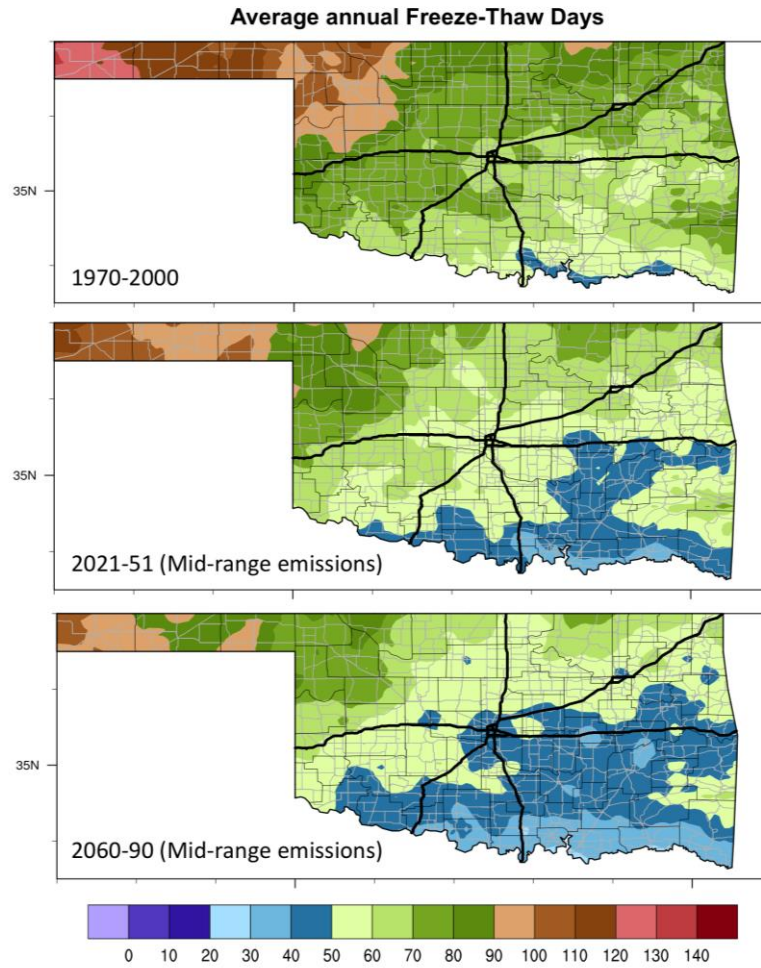 Average annual Freeze-Thaw Days
35N
1970-2000
35N
2021-51 (Mid-range emissions)
35N
2060-90 (Mid-range emissions)
0 10 20 30 40 50 60 70 80 90 100 110 120 130 140